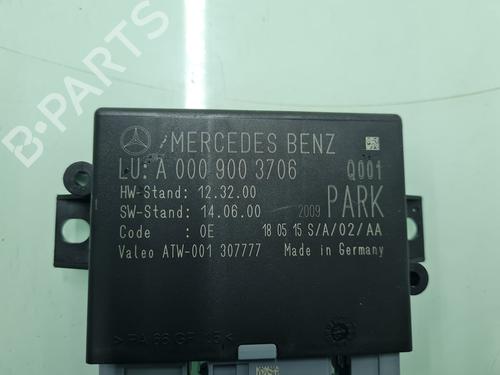 B-PARTS
MERCEDES BENZ
LU: A 000 900 3706 Q001
HW-Stand: 12.32.00
SW-Stand: 14.06.00 2009 PARK
Code : 0E 18 05 15 S/A/02/AA
Valeo ATW-001 307777 Made in Germany